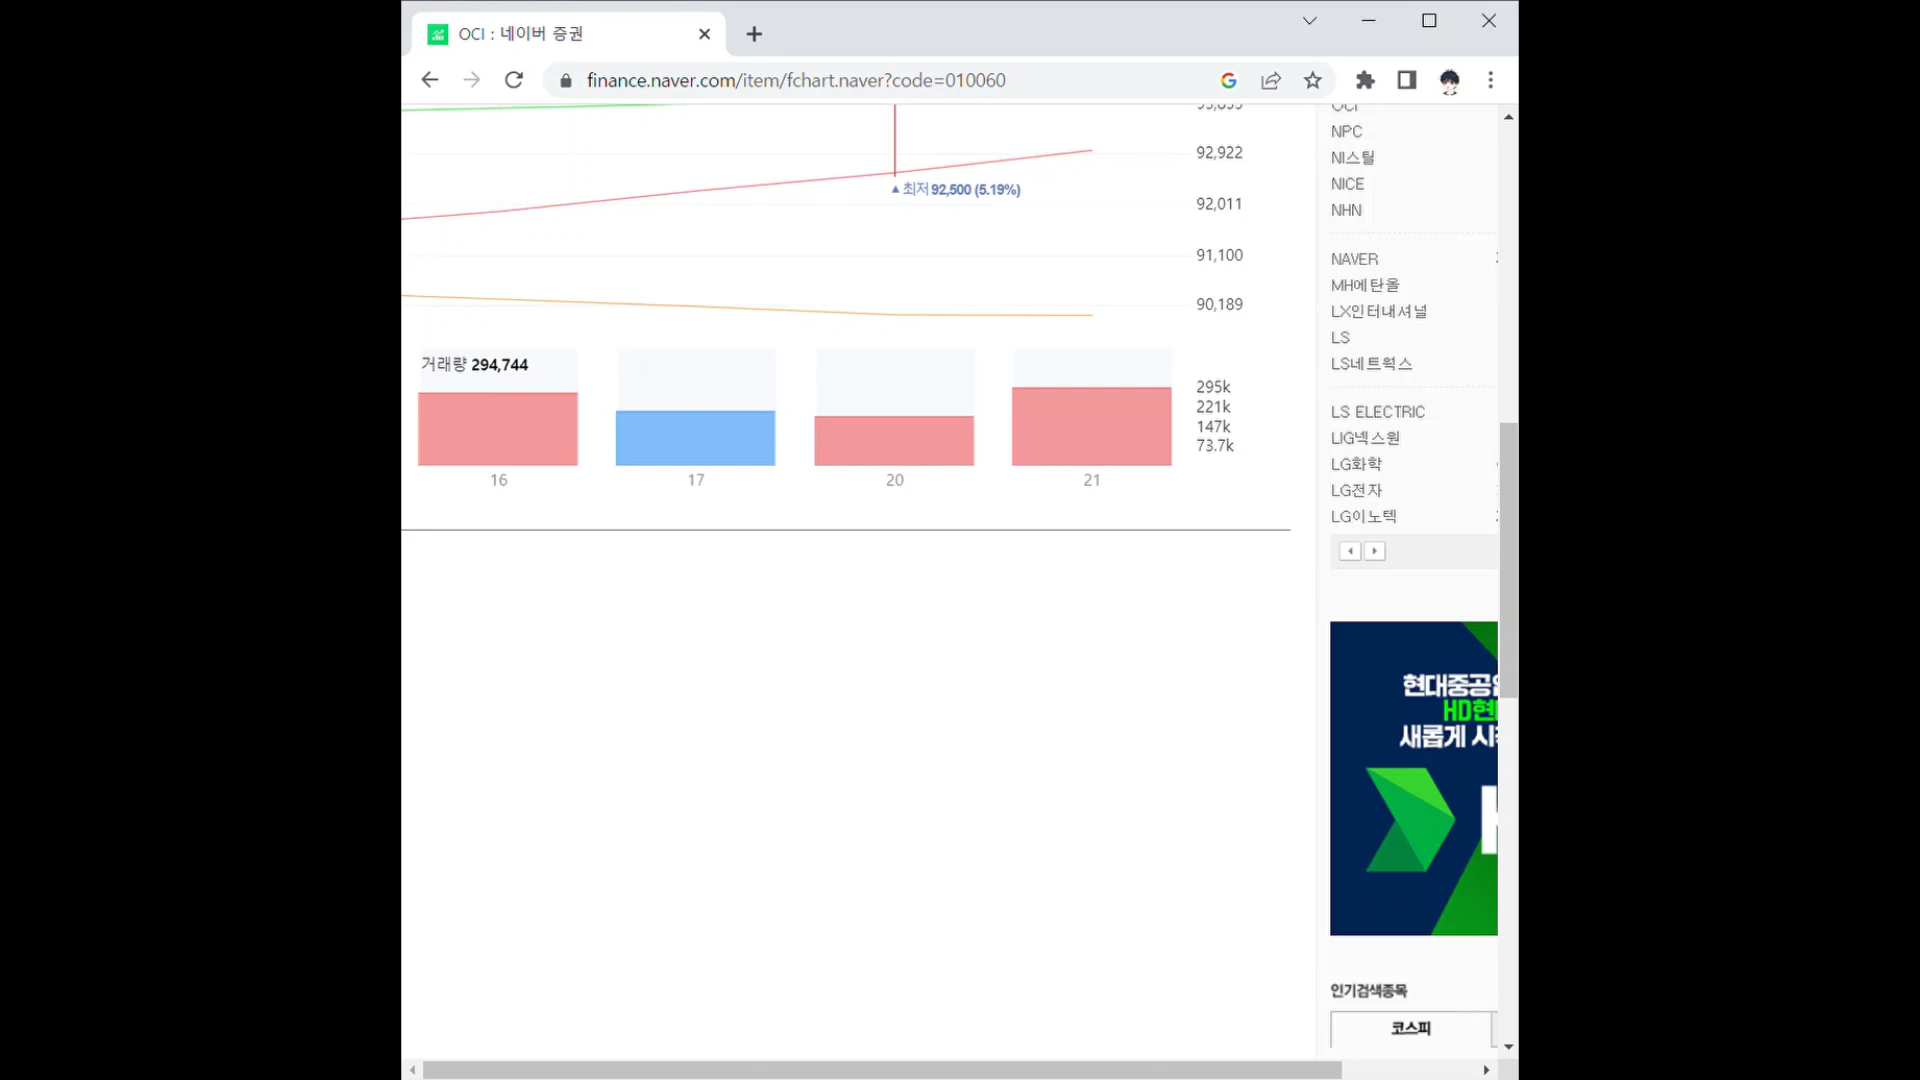 OCI : 네이버 증권
finance.naver.com/item/fchart.naver?code=010060
92,922
▲최저 92,500 (5.19%)
92,011
91,100
90,189
거래량 294,744
295k
221k
147k
73.7k
16
17
20
21
OCI
NPC
NI스틸
NICE
NHN
NAVER
MH에탄올
LX인터내셔널
LS
LS네트웍스
LS ELECTRIC
LIG넥스원
LG화학
LG전자
LG이노텍
현대중공
HD현
새롭게 시
인기검색종목
코스피